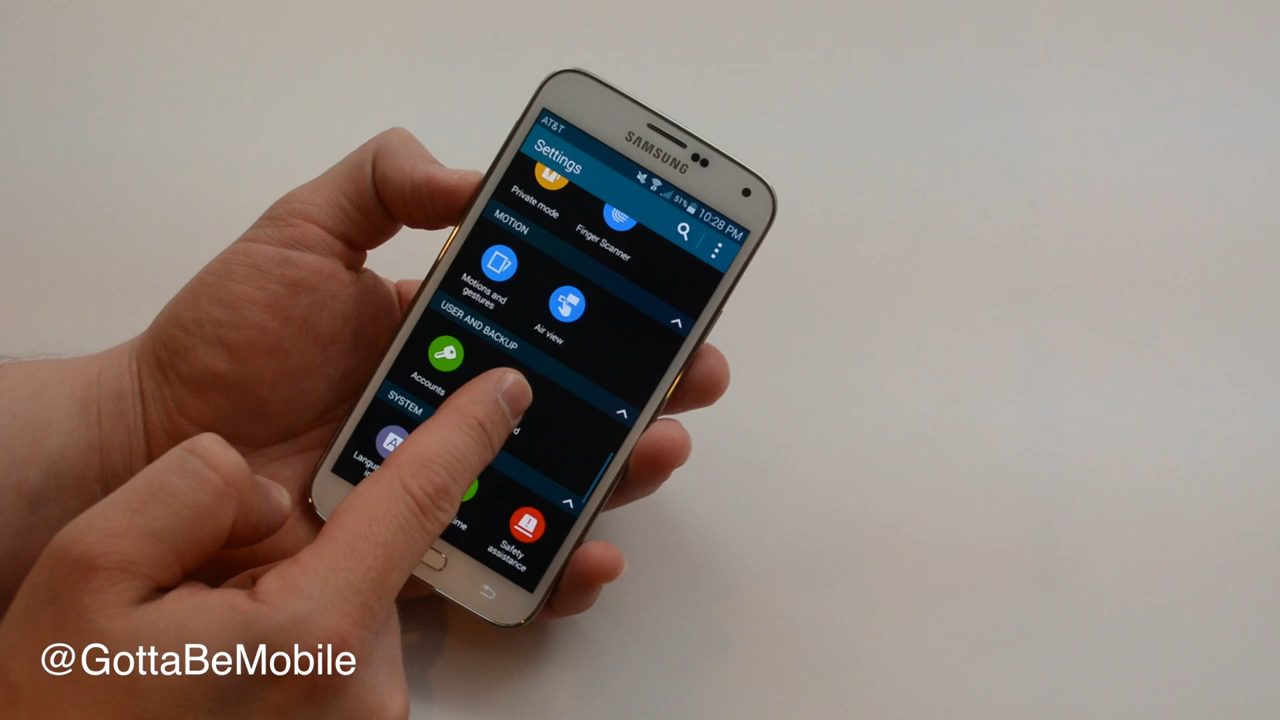 SAMSUNG
AT&T
51%
10:28 PM
Settings
Private mode
Finger Scanner
MOTION
Motions and
gestures
Air view
USER AND BACKUP
Accounts
SYSTEM
Safety
assistance
@GottaBeMobile